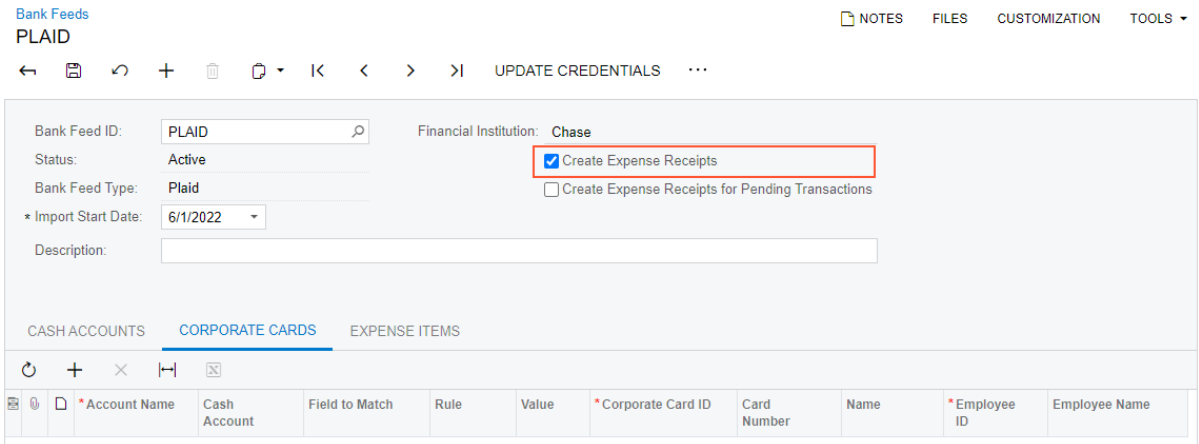 Bank Feeds
PLAID
NOTES FILES CUSTOMIZATION TOOLS
UPDATE CREDENTIALS ...
Bank Feed ID: PLAID Financial Institution: Chase
Status: Active Create Expense Receipts
Bank Feed Type: Plaid Create Expense Receipts for Pending Transactions
* Import Start Date: 6/1/2022
Description:
CASH ACCOUNTS CORPORATE CARDS EXPENSE ITEMS
*Account Name Cash Field to Match Rule Value *Corporate Card ID Card Name *Employee Employee Name
Account Number ID